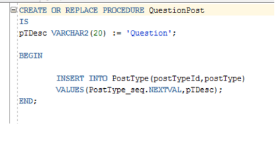 CREATE OR REPLACE PROCEDURE QuestionPost
IS
pTDesc VARCHAR2(20) := 'Question';
BEGIN
INSERT INTO PostType(postTypeId,postType)
VALUES(PostType_seq.NEXTVAL,pTDesc);
END;